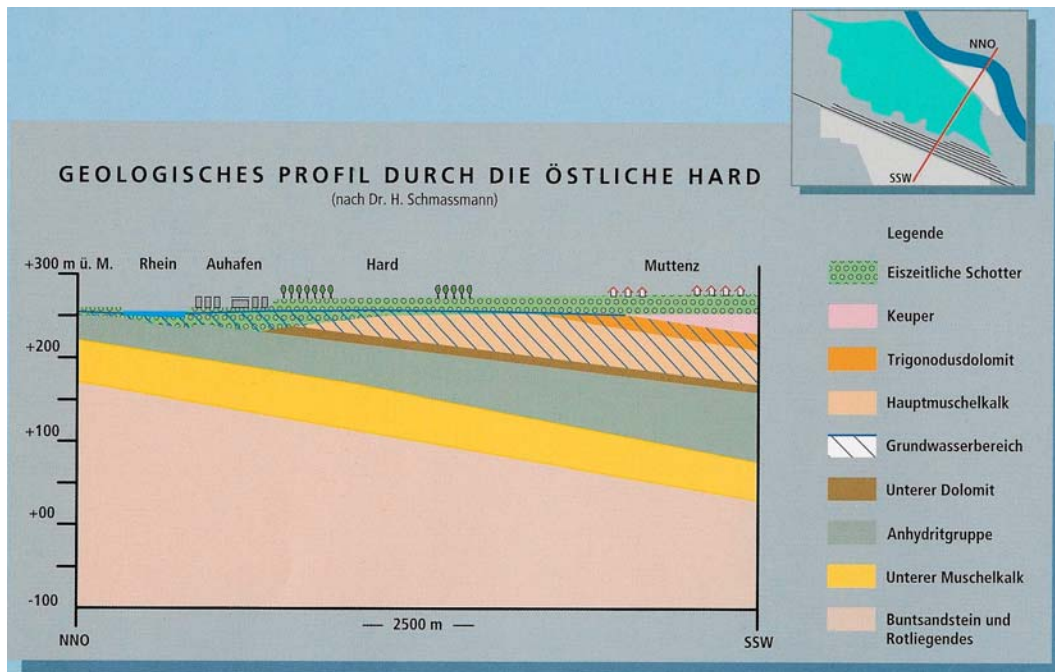 NNO
SSW
GEOLOGISCHES PROFIL DURCH DIE ÖSTLICHE HARD
(nach Dr. H. Schmassmann)
Legende
+300 m ü. M. Rhein Auhafen Hard Muttenz
Eiszeitliche Schotter
Keuper
+200
Trigonodusdolomit
Hauptmuschelkalk
+100
Grundwasserbereich
Unterer Dolomit
+00
Anhydritgruppe
Unterer Muschelkalk
-100
Buntsandstein und
Rotliegendes
NNO 2500 m SSW